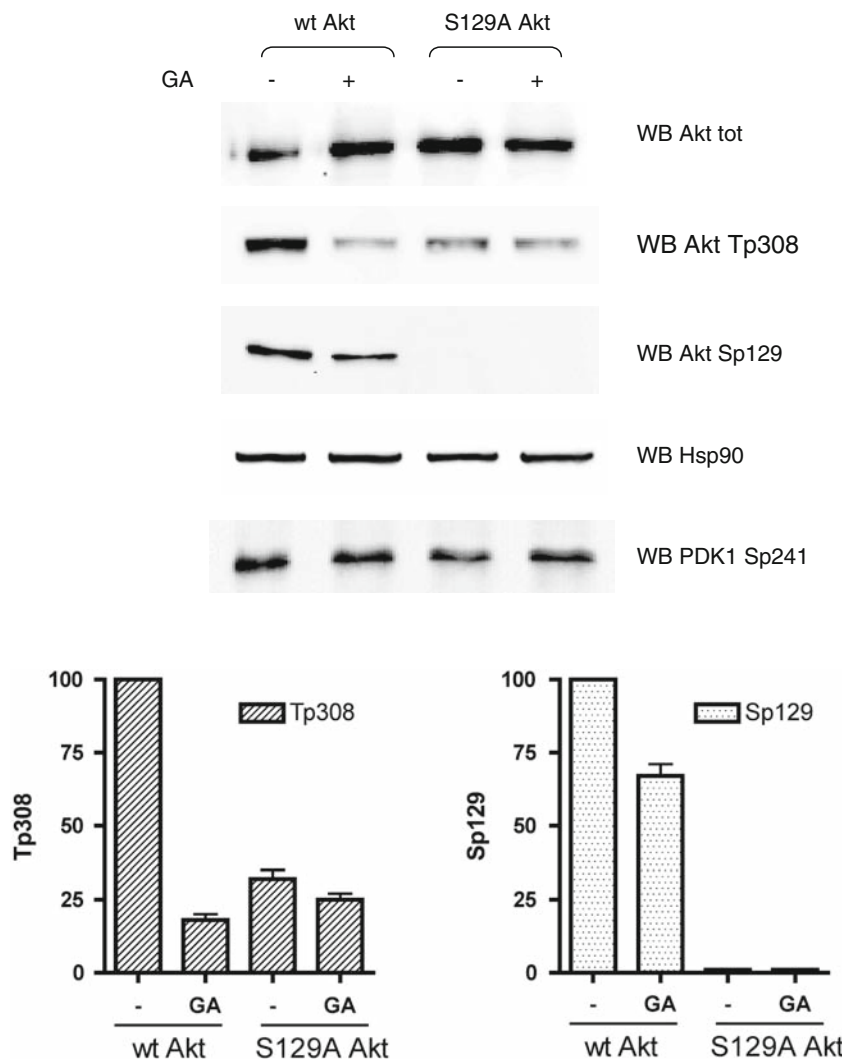 wt Akt S129A Akt
GA - + - +
WB Akt tot
WB Akt Tp308
WB Akt Sp129
WB Hsp90
WB PDK1 Sp241
100
75
50
25
0
Tp308
Tp308
- GA - GA
wt Akt S129A Akt
100
75
50
25
0
Sp129
Sp129
- GA - GA
wt Akt S129A Akt